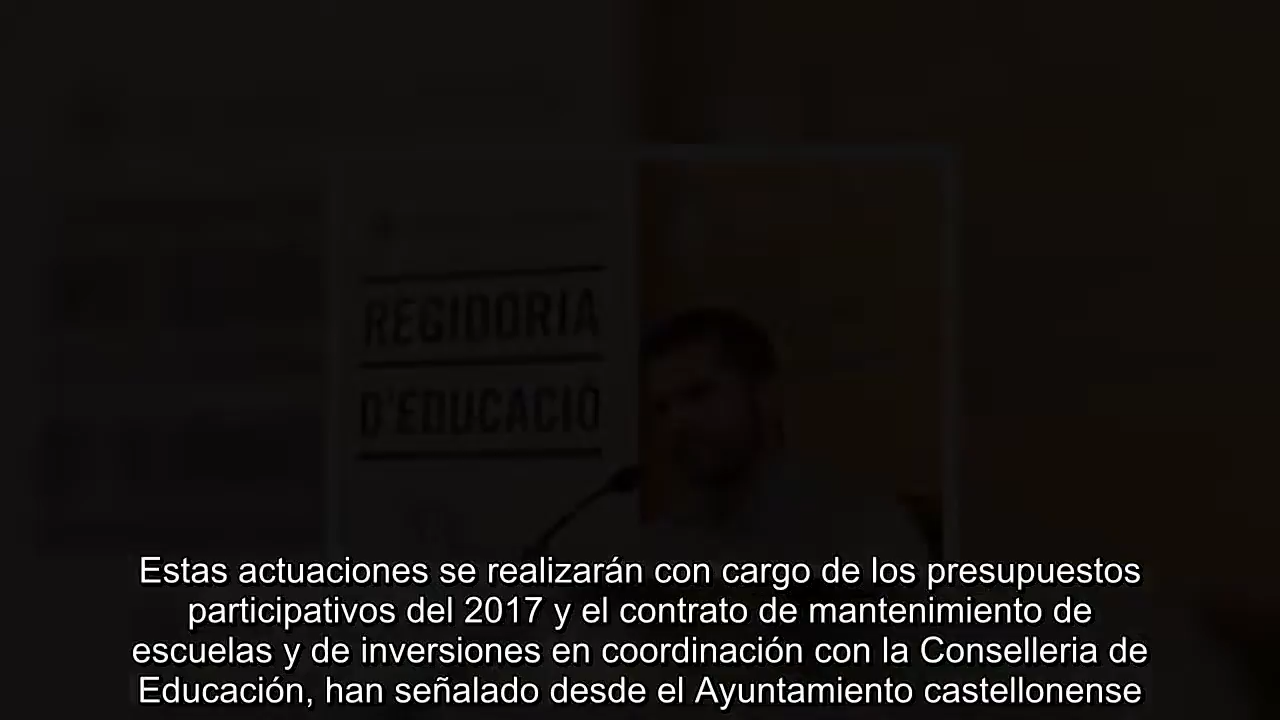 REGIDORIA
D'EDUCACIÓ
Estas actuaciones se realizarán con cargo de los presupuestos
participativos del 2017 y el contrato de mantenimiento de
escuelas y de inversiones en coordinación con la Conselleria de
Educación, han señalado desde el Ayuntamiento castellonense